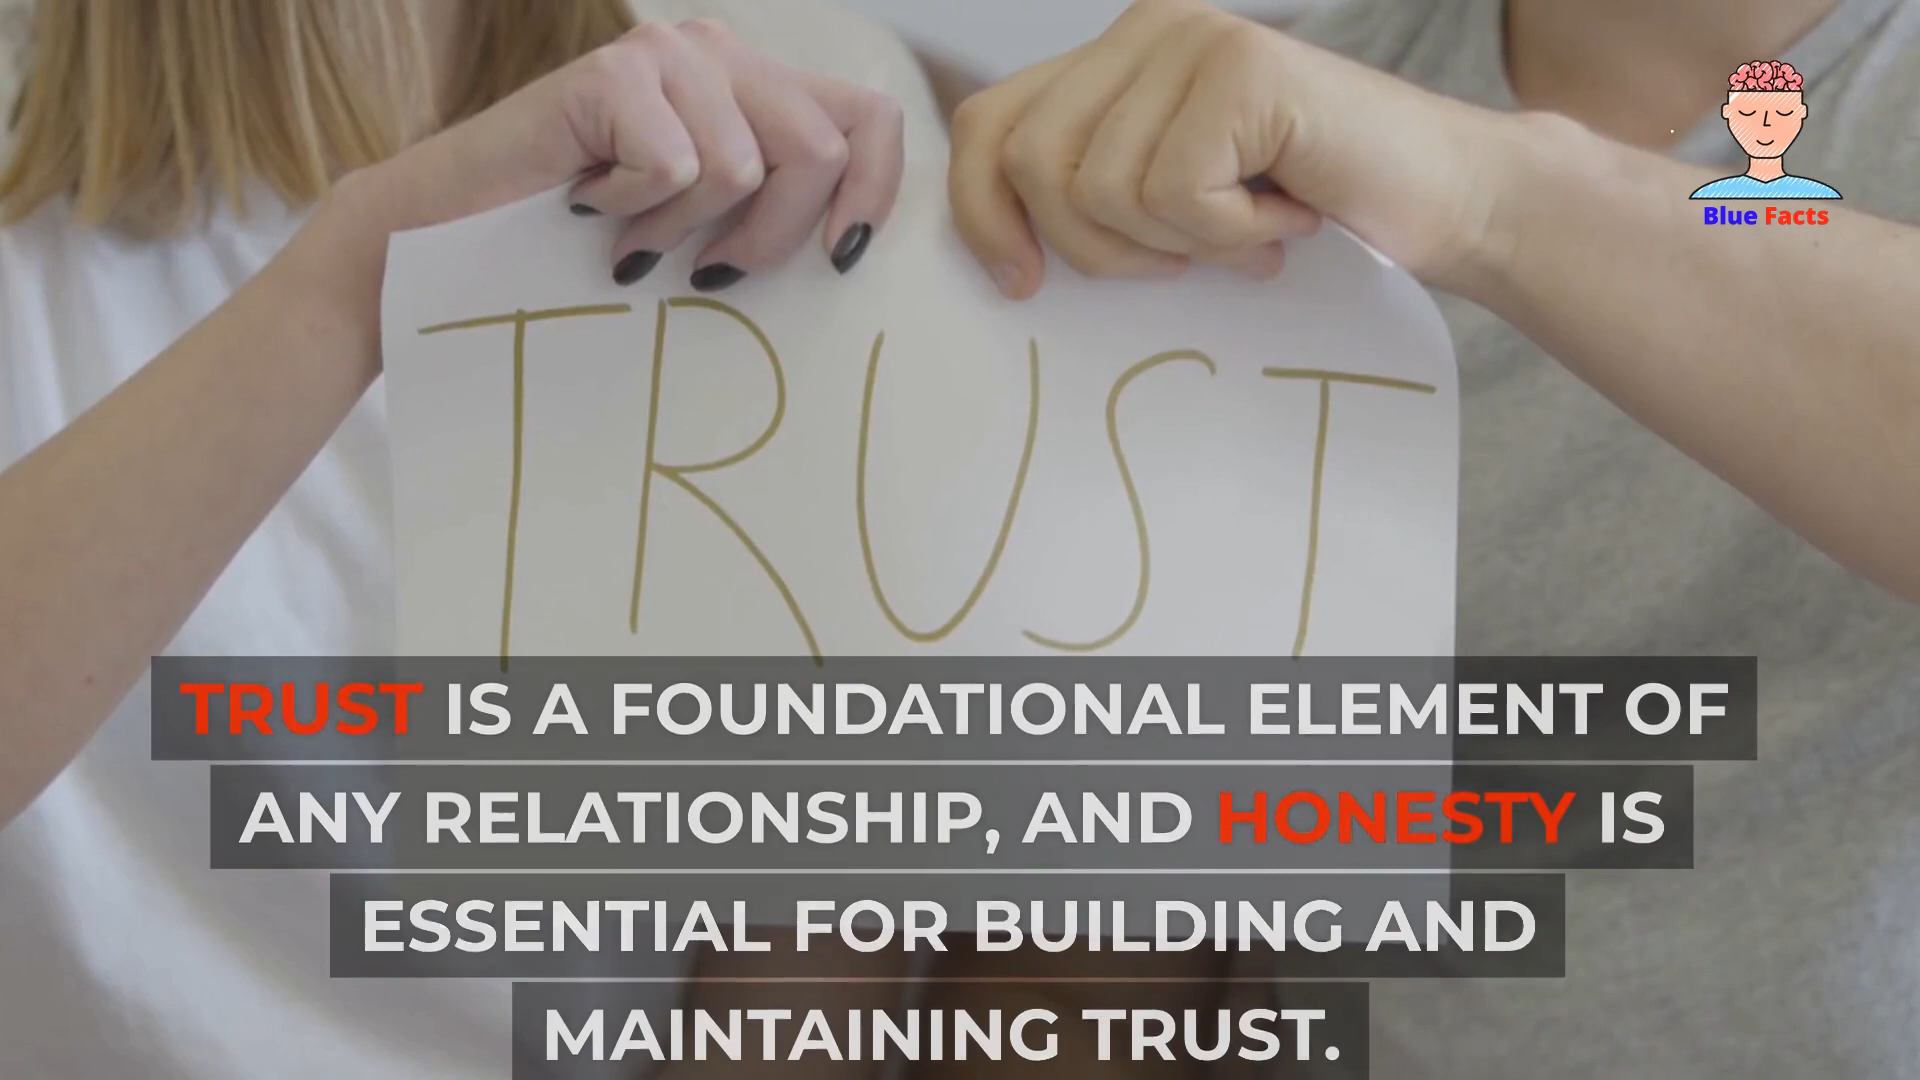 Blue Facts
TRUST
TRUST IS A FOUNDATIONAL ELEMENT OF
ANY RELATIONSHIP, AND HONESTY IS
ESSENTIAL FOR BUILDING AND
MAINTAINING TRUST.